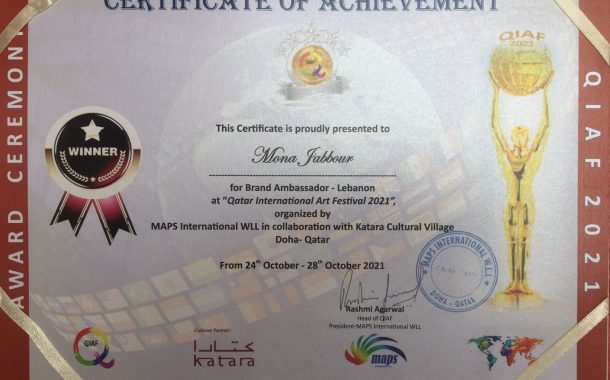 CERTIFICATE OF ACHIEVEMENT
AWARD CEREMON
QIAF 2021
QIAF
2021
WINNER
This Certificate is proudly presented to
Mona Jabbour
for Brand Ambassador - Lebanon
at "Qatar International Art Festival 2021",
organized by
MAPS International WLL in collaboration with Katara Cultural Village
Doha- Qatar
From 24th October - 28th October 2021
MAPS INTERNATIONAL W.L.L
DOHA - QATAR
Rashmi Agarwal
Head of QIAF
President-MAPS International WLL
Cultural Partner:
QIAF
كتارا
katara
maps